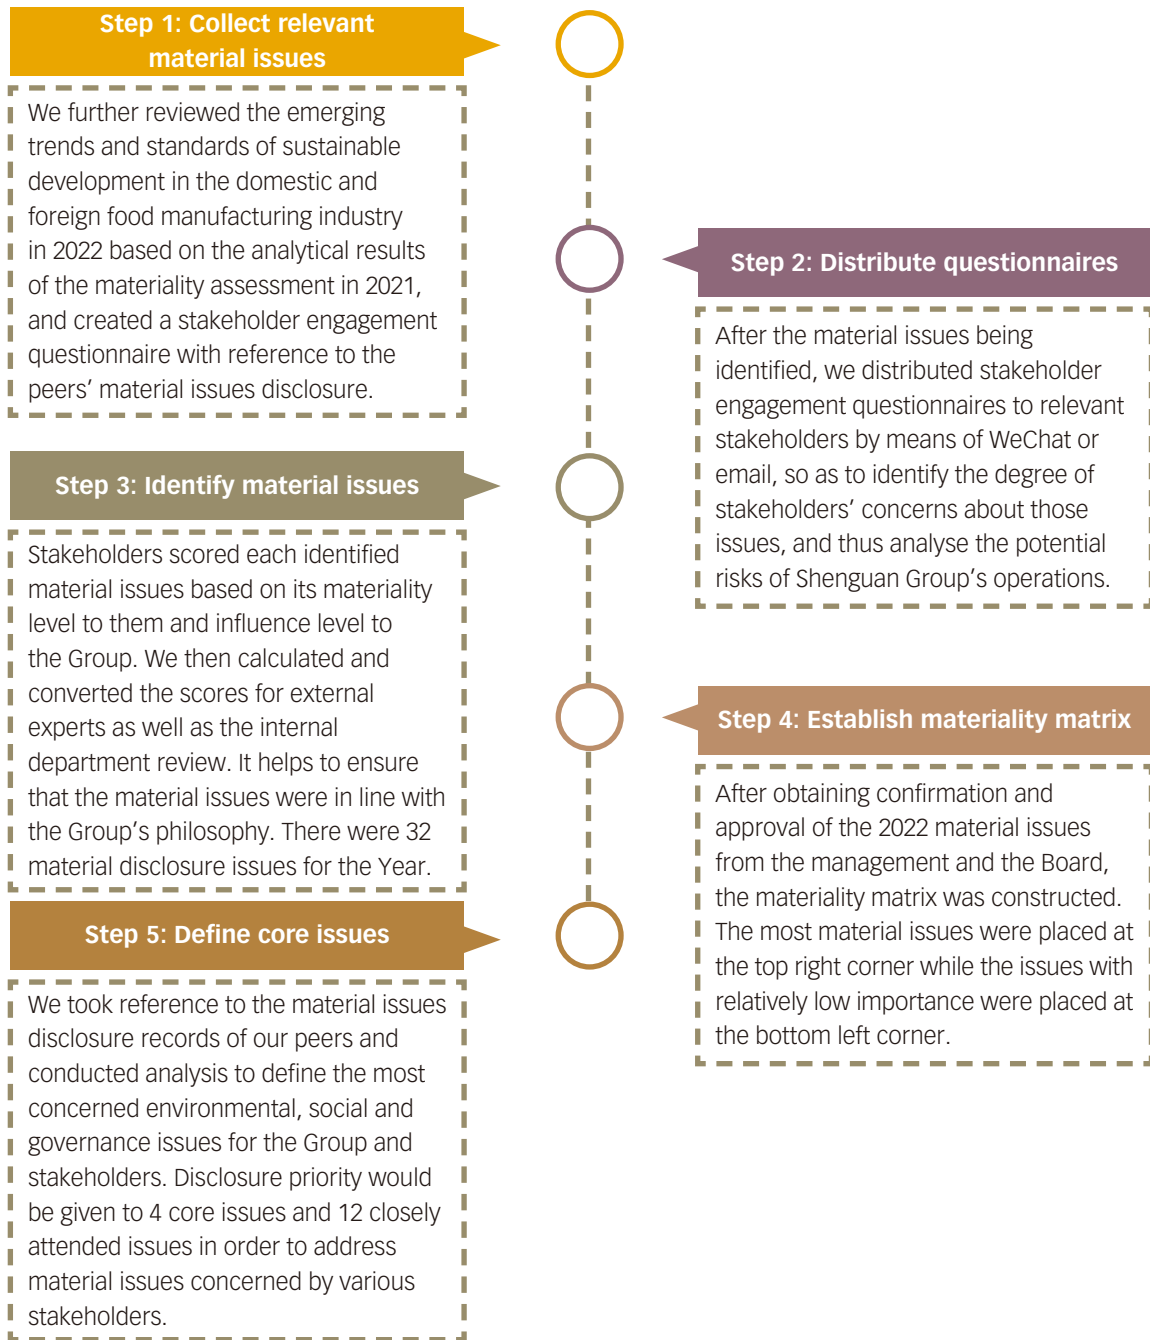 Step 1: Collect relevant
material issues
We further reviewed the emerging
trends and standards of sustainable
development in the domestic and
foreign food manufacturing industry
in 2022 based on the analytical results
of the materiality assessment in 2021,
and created a stakeholder engagement
questionnaire with reference to the
peers’ material issues disclosure.
Step 2: Distribute questionnaires
After the material issues being
identified, we distributed stakeholder
engagement questionnaires to relevant
stakeholders by means of WeChat or
email, so as to identify the degree of
stakeholders’ concerns about those
issues, and thus analyse the potential
risks of Shenguan Group’s operations.
Step 3: Identify material issues
Stakeholders scored each identified
material issues based on its materiality
level to them and influence level to
the Group. We then calculated and
converted the scores for external
experts as well as the internal
department review. It helps to ensure
that the material issues were in line with
the Group’s philosophy. There were 32
material disclosure issues for the Year.
Step 4: Establish materiality matrix
After obtaining confirmation and
approval of the 2022 material issues
from the management and the Board,
the materiality matrix was constructed.
The most material issues were placed at
the top right corner while the issues with
relatively low importance were placed at
the bottom left corner.
Step 5: Define core issues
We took reference to the material issues
disclosure records of our peers and
conducted analysis to define the most
concerned environmental, social and
governance issues for the Group and
stakeholders. Disclosure priority would
be given to 4 core issues and 12 closely
attended issues in order to address
material issues concerned by various
stakeholders.